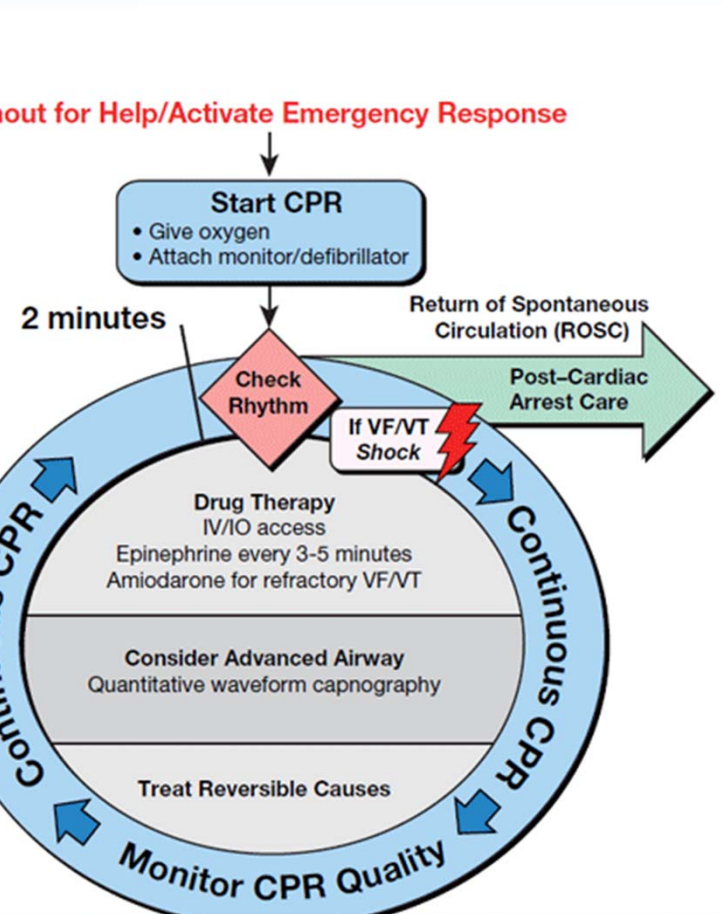 for Help/Activate Emergency Response
Start CPR
• Give oxygen
• Attach monitor/defibrillator
2 minutes
Return of Spontaneous
Circulation (ROSC)
Check
Rhythm
Post–Cardiac
Arrest Care
If VF/VT
Shock
Drug Therapy
IV/IO access
Epinephrine every 3-5 minutes
Amiodarone for refractory VF/VT
Continuous CPR
Consider Advanced Airway
Quantitative waveform capnography
Treat Reversible Causes
Monitor CPR Quality
CPR